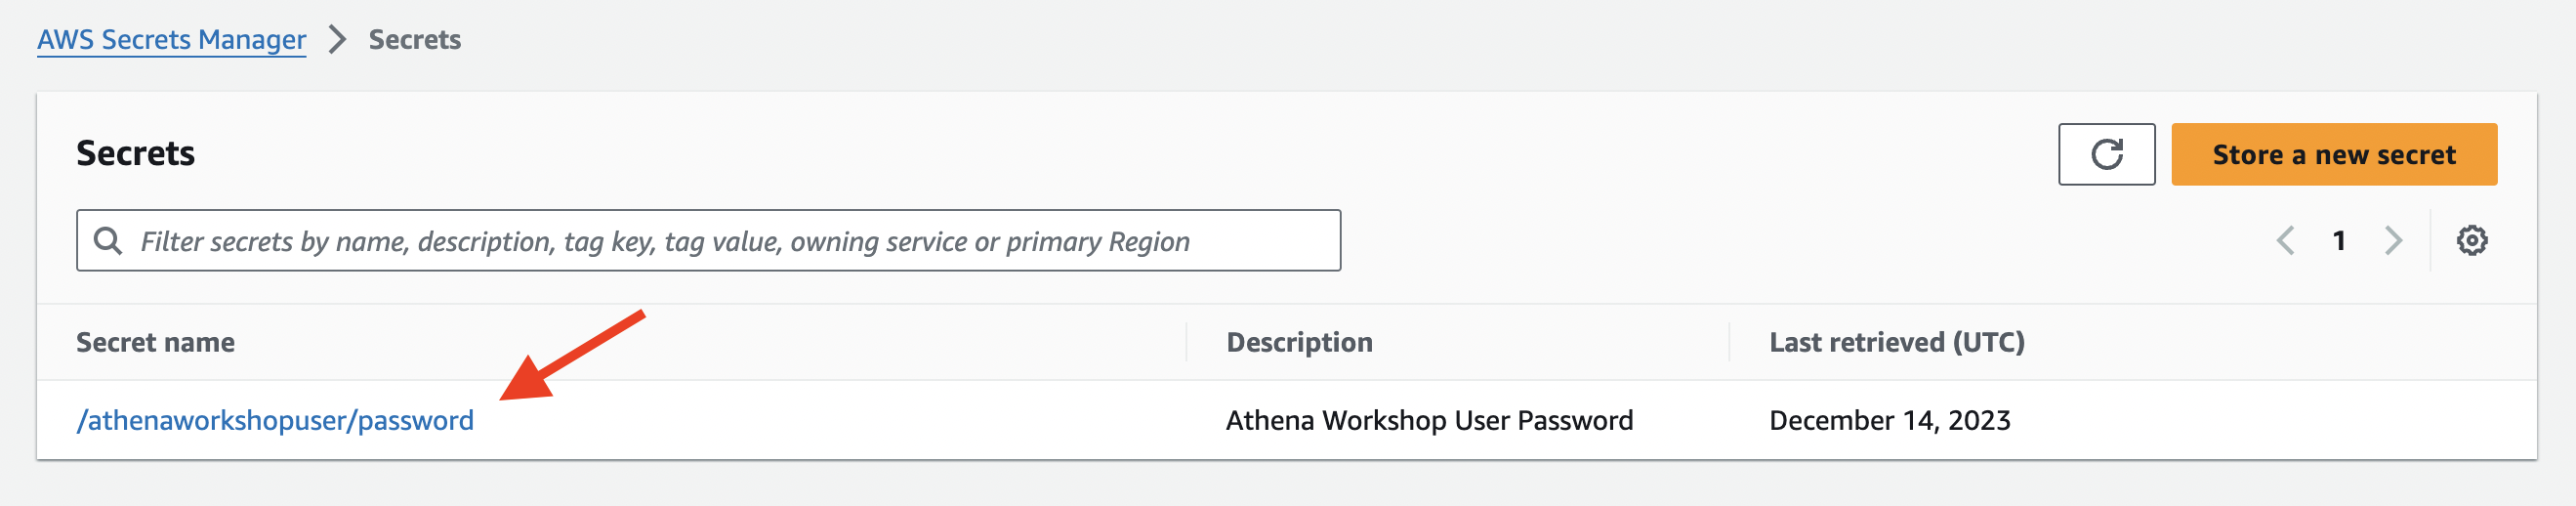 AWS Secrets Manager > Secrets
Secrets
Store a new secret
Filter secrets by name, description, tag key, tag value, owning service or primary Region
1
Secret name Description Last retrieved (UTC)
/athenaworkshopuser/password Athena Workshop User Password December 14, 2023